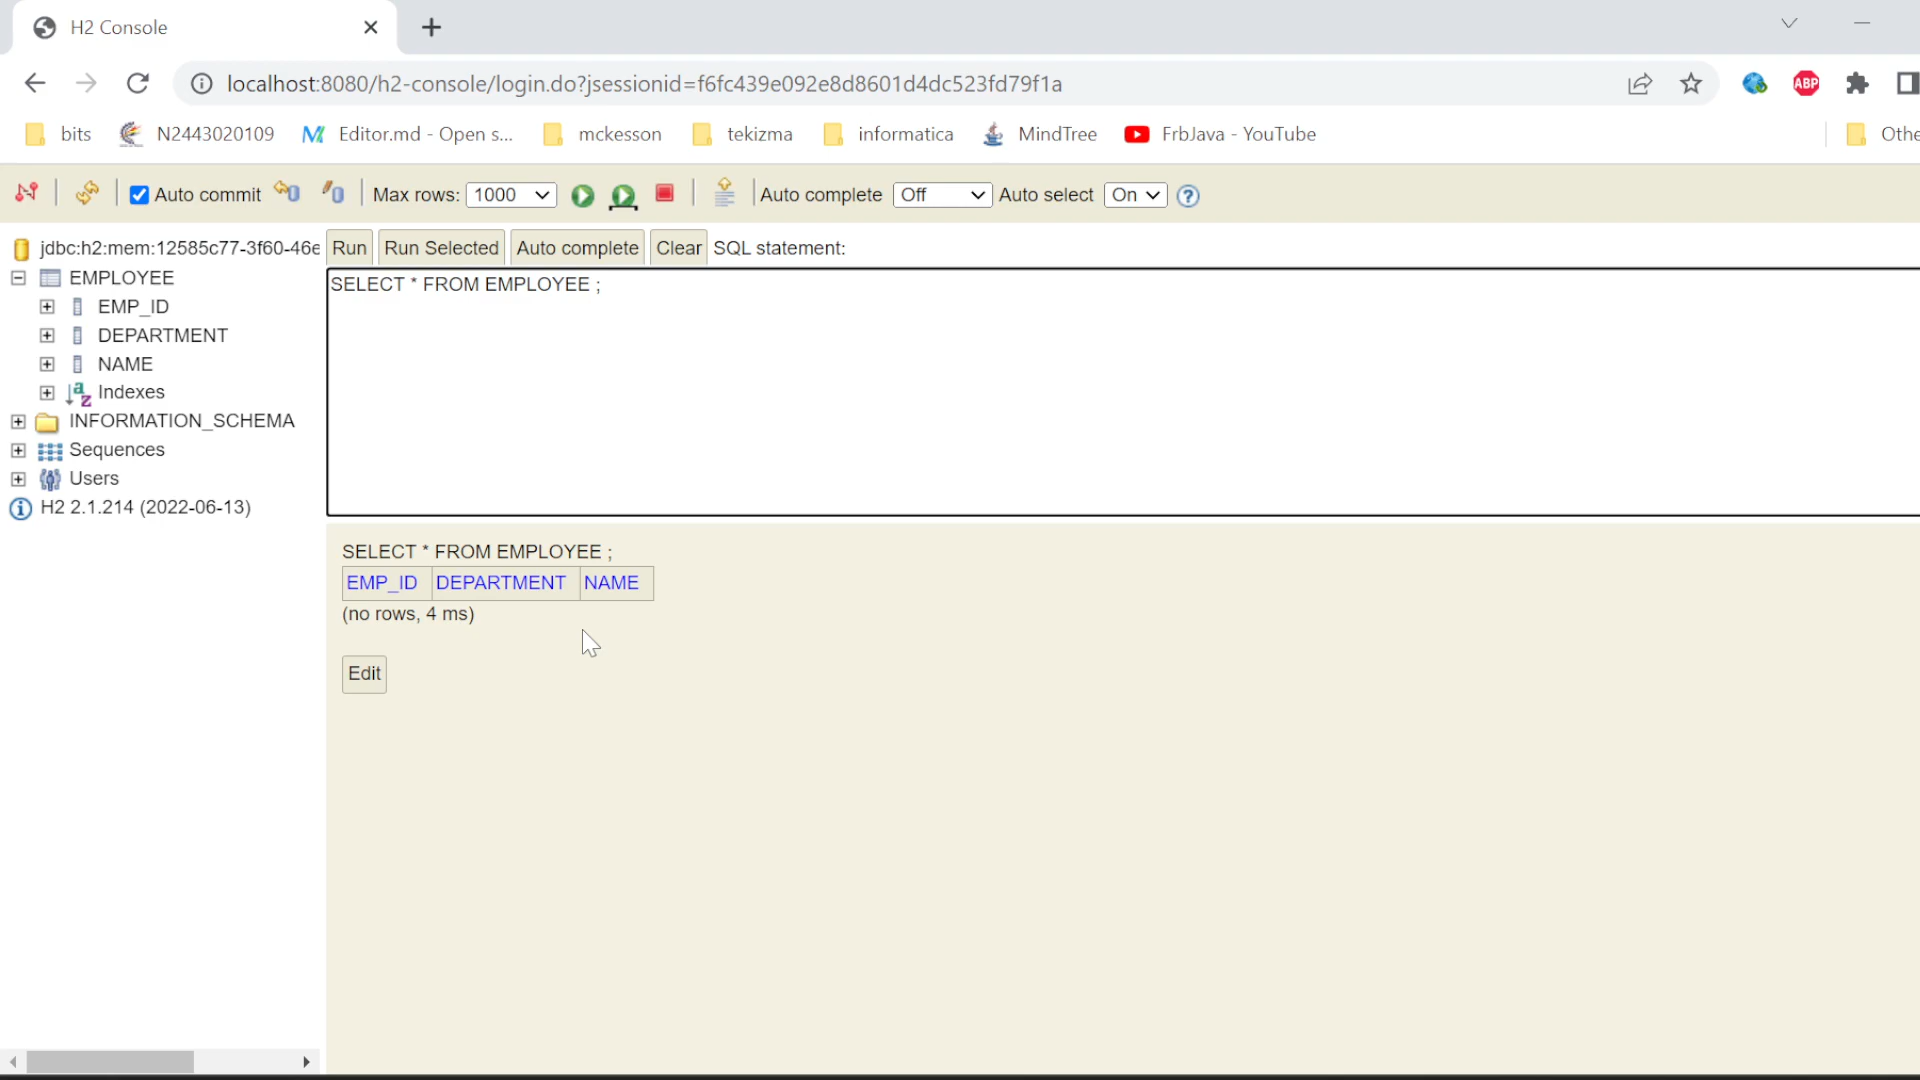 H2 Console
localhost:8080/h2-console/login.do?jsessionid=f6fc439e092e8d8601d4dc523fd79f1a
ABP
bits N2443020109 Editor.md - Open s... mckesson tekizma informatica MindTree FrbJava - YouTube Othe
Auto commit Max rows: 1000 Auto complete Off Auto select On
jdbc:h2:mem:12585c77-3f60-46e Run Run Selected Auto complete Clear SQL statement:
EMPLOYEE
EMP_ID
DEPARTMENT
NAME
Indexes
INFORMATION_SCHEMA
Sequences
Users
H2 2.1.214 (2022-06-13)
SELECT * FROM EMPLOYEE ;
SELECT * FROM EMPLOYEE ;
EMP_ID DEPARTMENT NAME
(no rows, 4 ms)
Edit